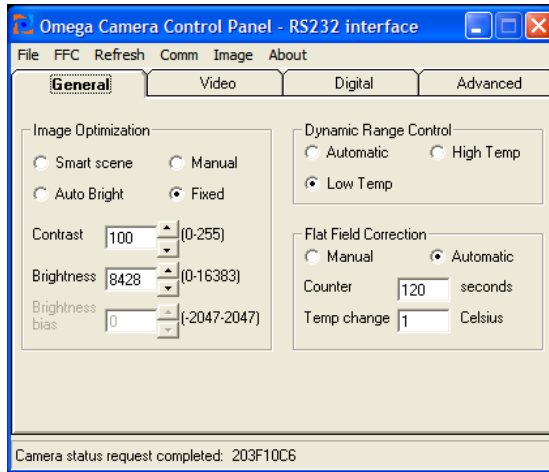 Omega Camera Control Panel - RS232 interface
File FFC Refresh Comm Image About
General Video Digital Advanced
Image Optimization
Smart scene Manual
Auto Bright Fixed
Contrast 100 (0-255)
Brightness 8428 (0-16383)
Brightness bias 0 (-2047-2047)
Dynamic Range Control
Automatic High Temp
Low Temp
Flat Field Correction
Manual Automatic
Counter 120 seconds
Temp change 1 Celsius
Camera status request completed: 203F10C6